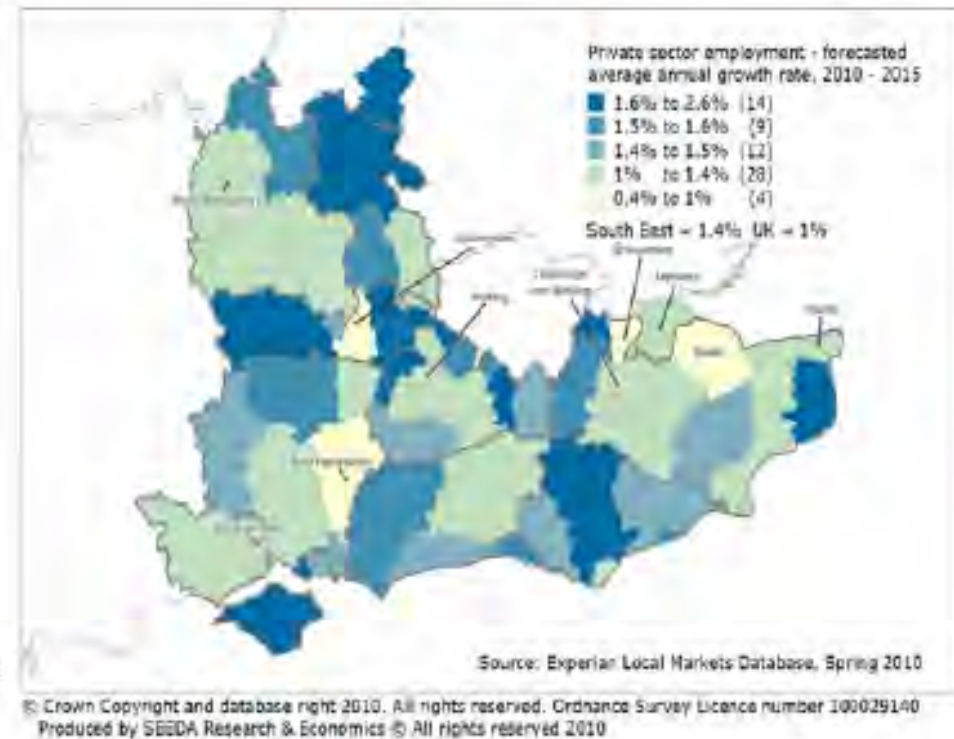 Private sector employment - forecasted
average annual growth rate, 2010 - 2015
1.6% to 2.6% (14)
1.5% to 1.6% (9)
1.4% to 1.5% (12)
1% to 1.4% (28)
0.4% to 1% (4)
South East = 1.4% UK = 1%
Gravesham
Medway
Swale
Source: Experian Local Markets Database, Spring 2010
© Crown Copyright and database right 2010. All rights reserved. Ordnance Survey Licence number 100029140
Produced by SEEDA Research & Economics © All rights reserved 2010